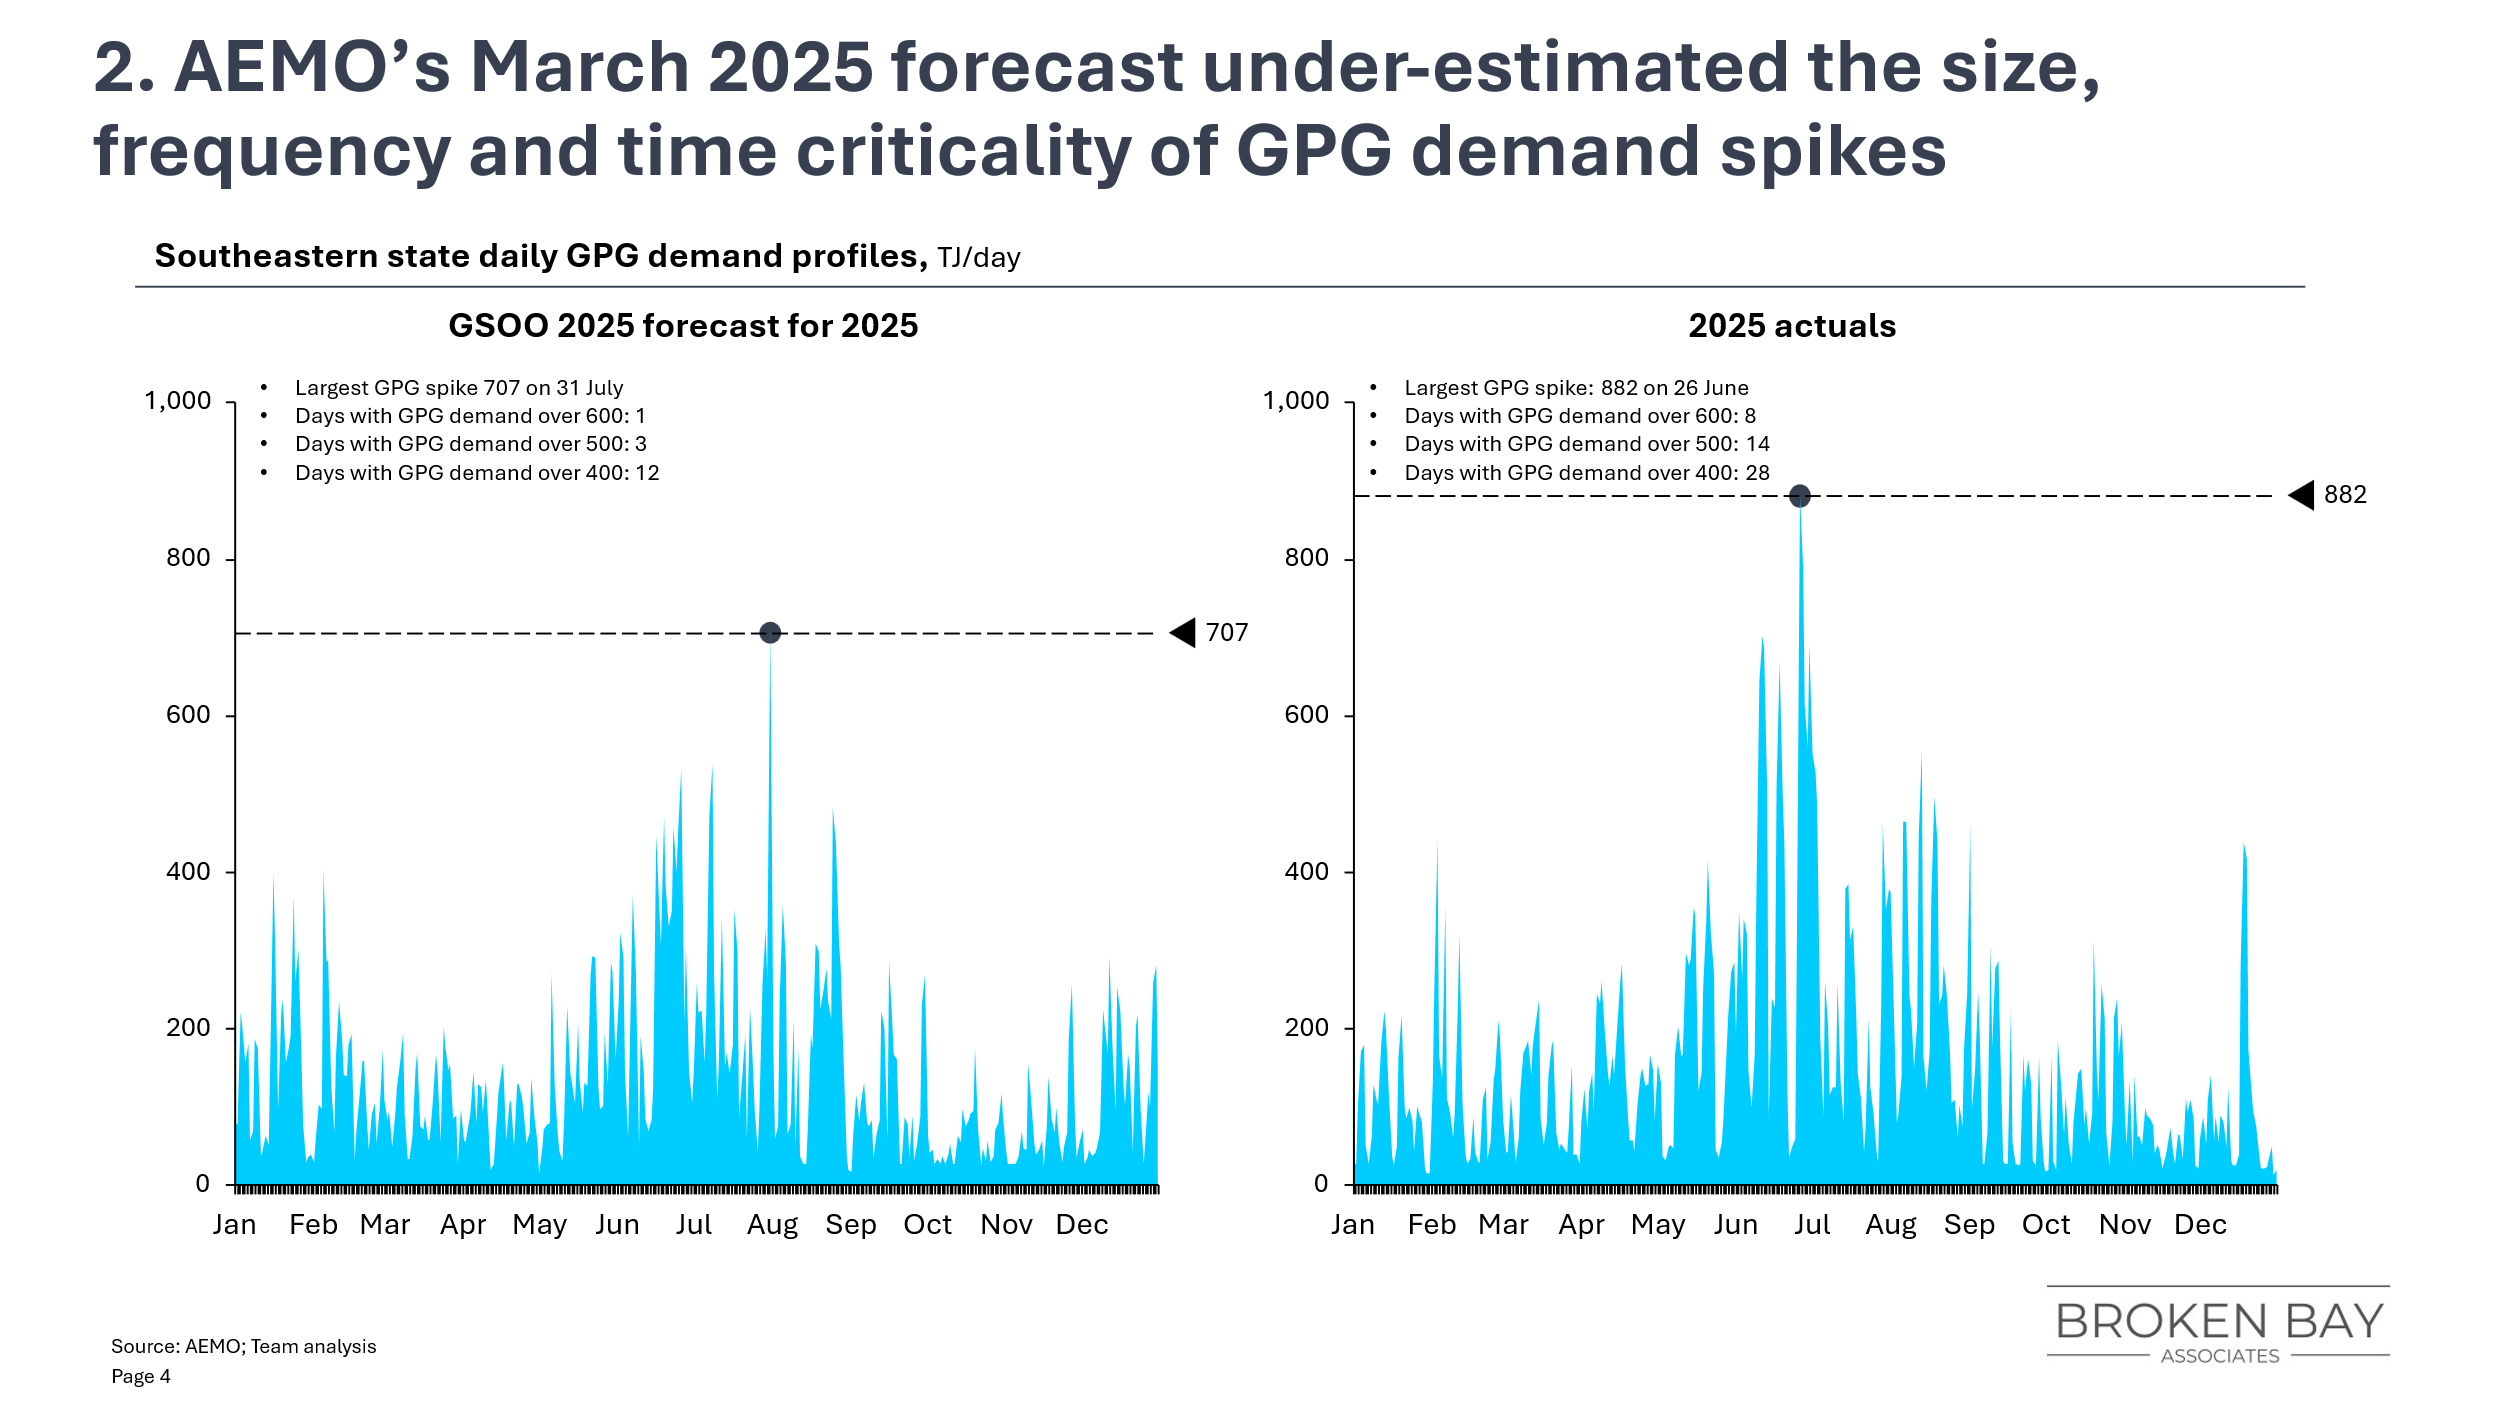 2. AEMO’s March 2025 forecast under-estimated the size,
frequency and time criticality of GPG demand spikes
Southeastern state daily GPG demand profiles, TJ/day
GSOO 2025 forecast for 2025
• Largest GPG spike 707 on 31 July
• Days with GPG demand over 600: 1
• Days with GPG demand over 500: 3
• Days with GPG demand over 400: 12
1,000
800
600
400
200
0
707
Jan Feb Mar Apr May Jun Jul Aug Sep Oct Nov Dec
2025 actuals
• Largest GPG spike: 882 on 26 June
• Days with GPG demand over 600: 8
• Days with GPG demand over 500: 14
• Days with GPG demand over 400: 28
1,000
800
600
400
200
0
882
Jan Feb Mar Apr May Jun Jul Aug Sep Oct Nov Dec
Source: AEMO; Team analysis
Page 4
BROKEN BAY
ASSOCIATES